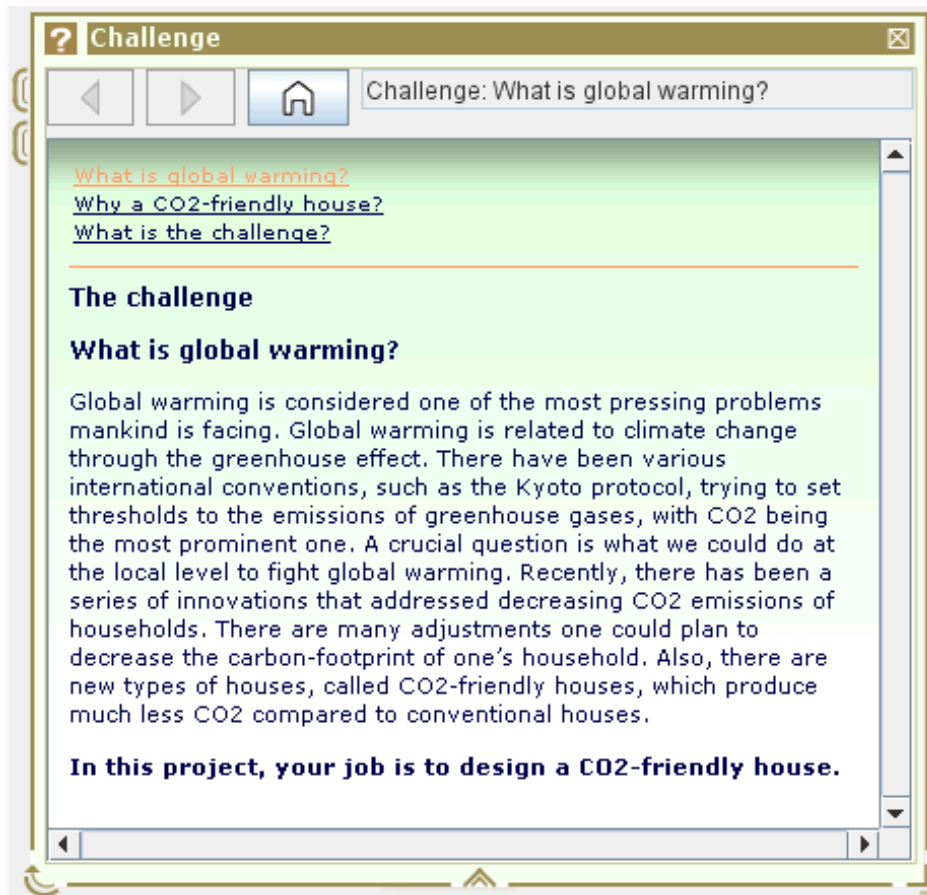 ? Challenge
Challenge: What is global warming?
What is global warming?
Why a CO2-friendly house?
What is the challenge?
The challenge
What is global warming?
Global warming is considered one of the most pressing problems
mankind is facing. Global warming is related to climate change
through the greenhouse effect. There have been various
international conventions, such as the Kyoto protocol, trying to set
thresholds to the emissions of greenhouse gases, with CO2 being
the most prominent one. A crucial question is what we could do at
the local level to fight global warming. Recently, there has been a
series of innovations that addressed decreasing CO2 emissions of
households. There are many adjustments one could plan to
decrease the carbon-footprint of one's household. Also, there are
new types of houses, called CO2-friendly houses, which produce
much less CO2 compared to conventional houses.
In this project, your job is to design a CO2-friendly house.